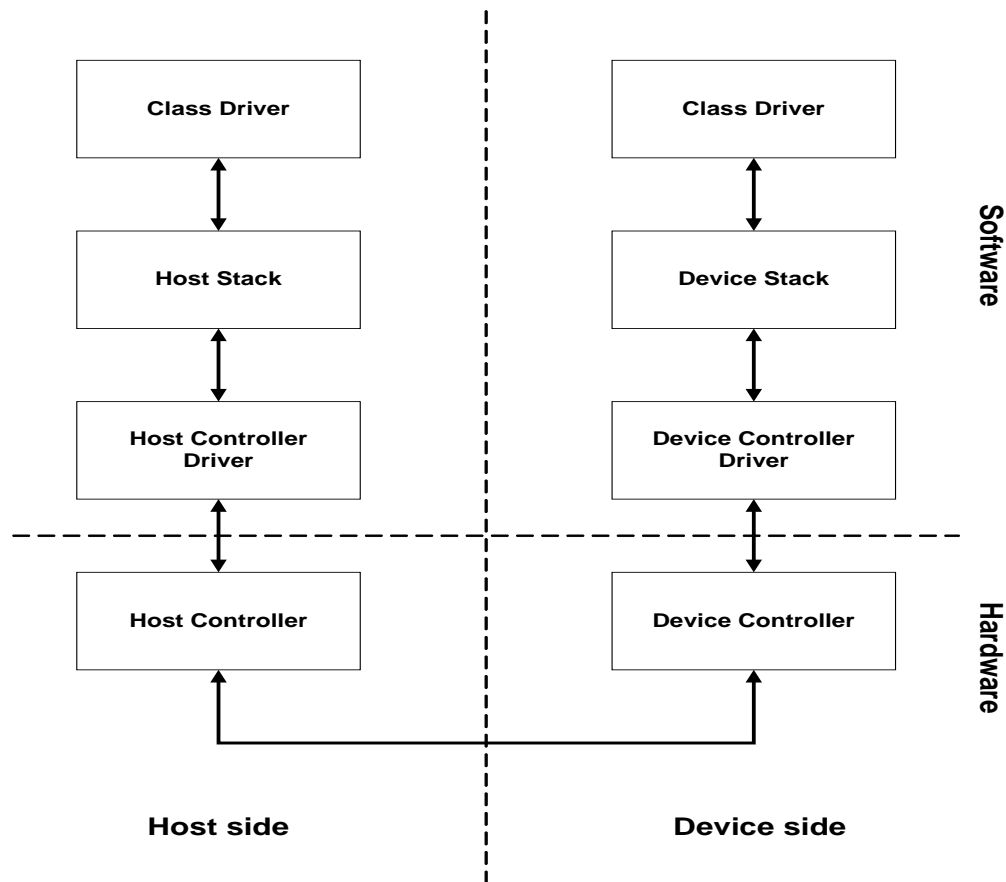 Class Driver
Class Driver
Host Stack
Device Stack
Software
Host Controller
Driver
Device Controller
Driver
Host Controller
Device Controller
Hardware
Host side
Device side